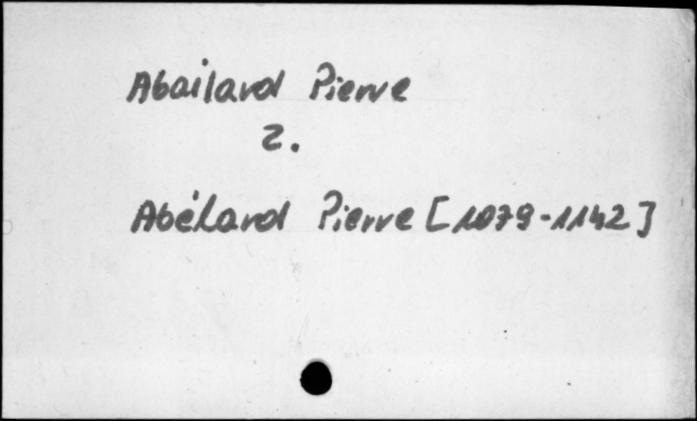 Abailard Pierre
z.
Abélard Pierre [1079-1142]